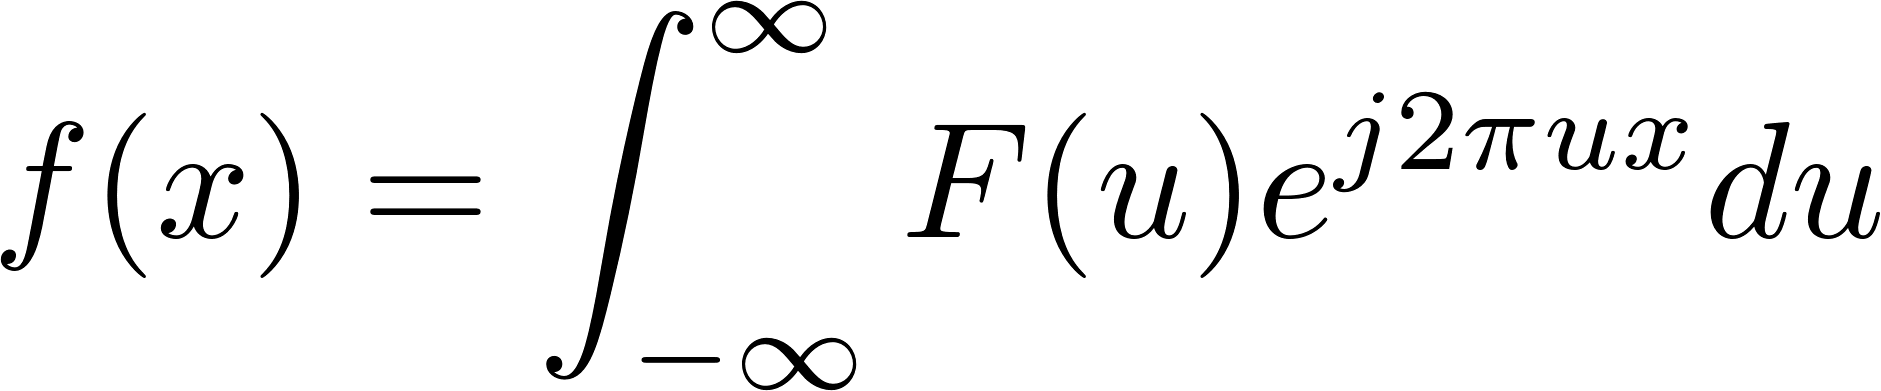 f(x) = ∫_{-∞}^{∞} F(u)e^{j2πux}du